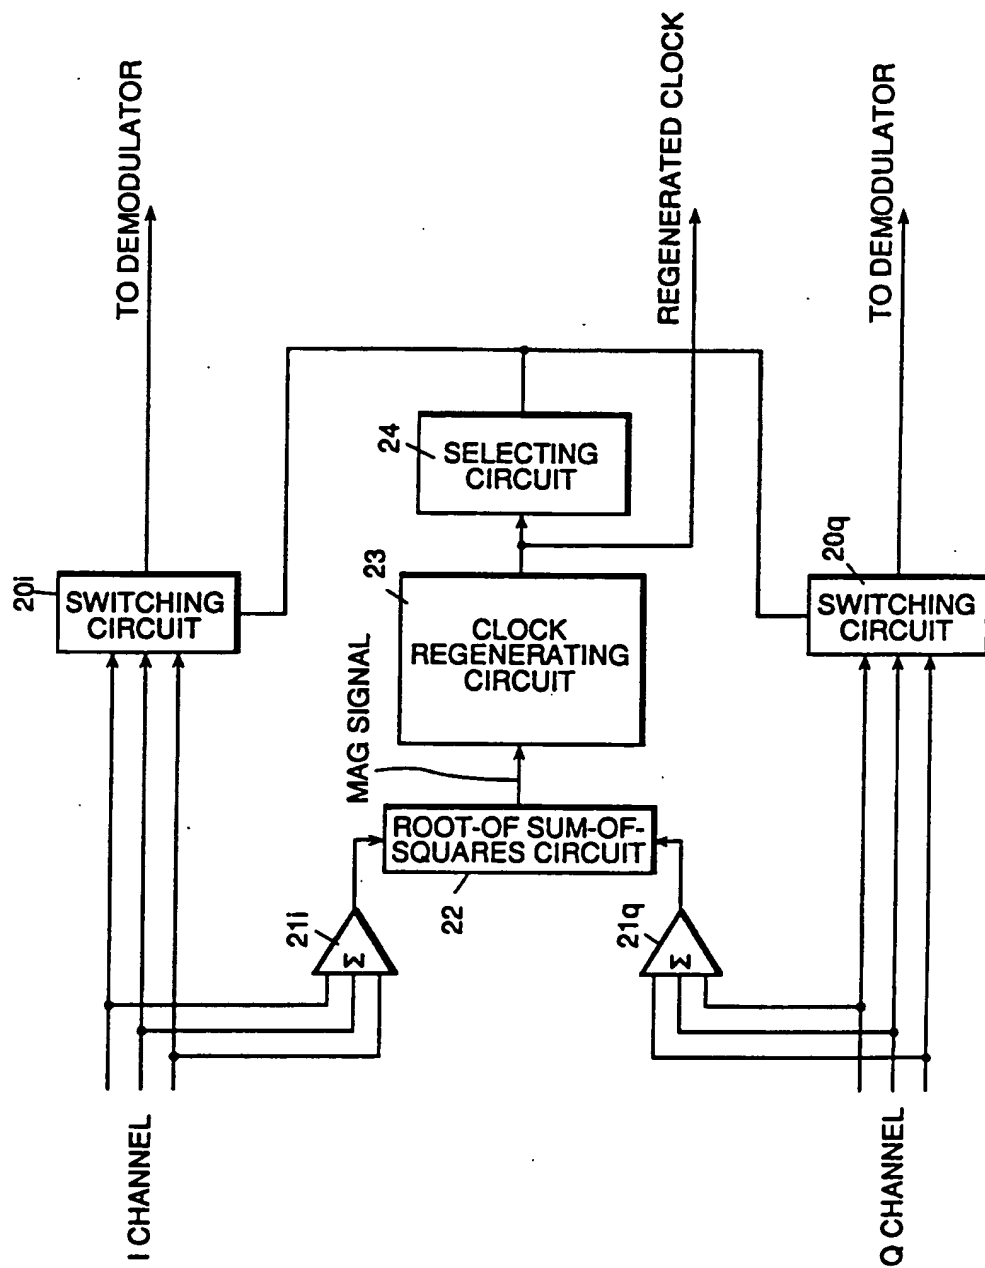 I CHANNEL
20i
SWITCHING
CIRCUIT
TO DEMODULATOR
21i
Σ
MAG SIGNAL
ROOT-OF SUM-OF-
SQUARES CIRCUIT
22
23
CLOCK
REGENERATING
CIRCUIT
24
SELECTING
CIRCUIT
REGENERATED CLOCK
21q
Σ
Q CHANNEL
20q
SWITCHING
CIRCUIT
TO DEMODULATOR